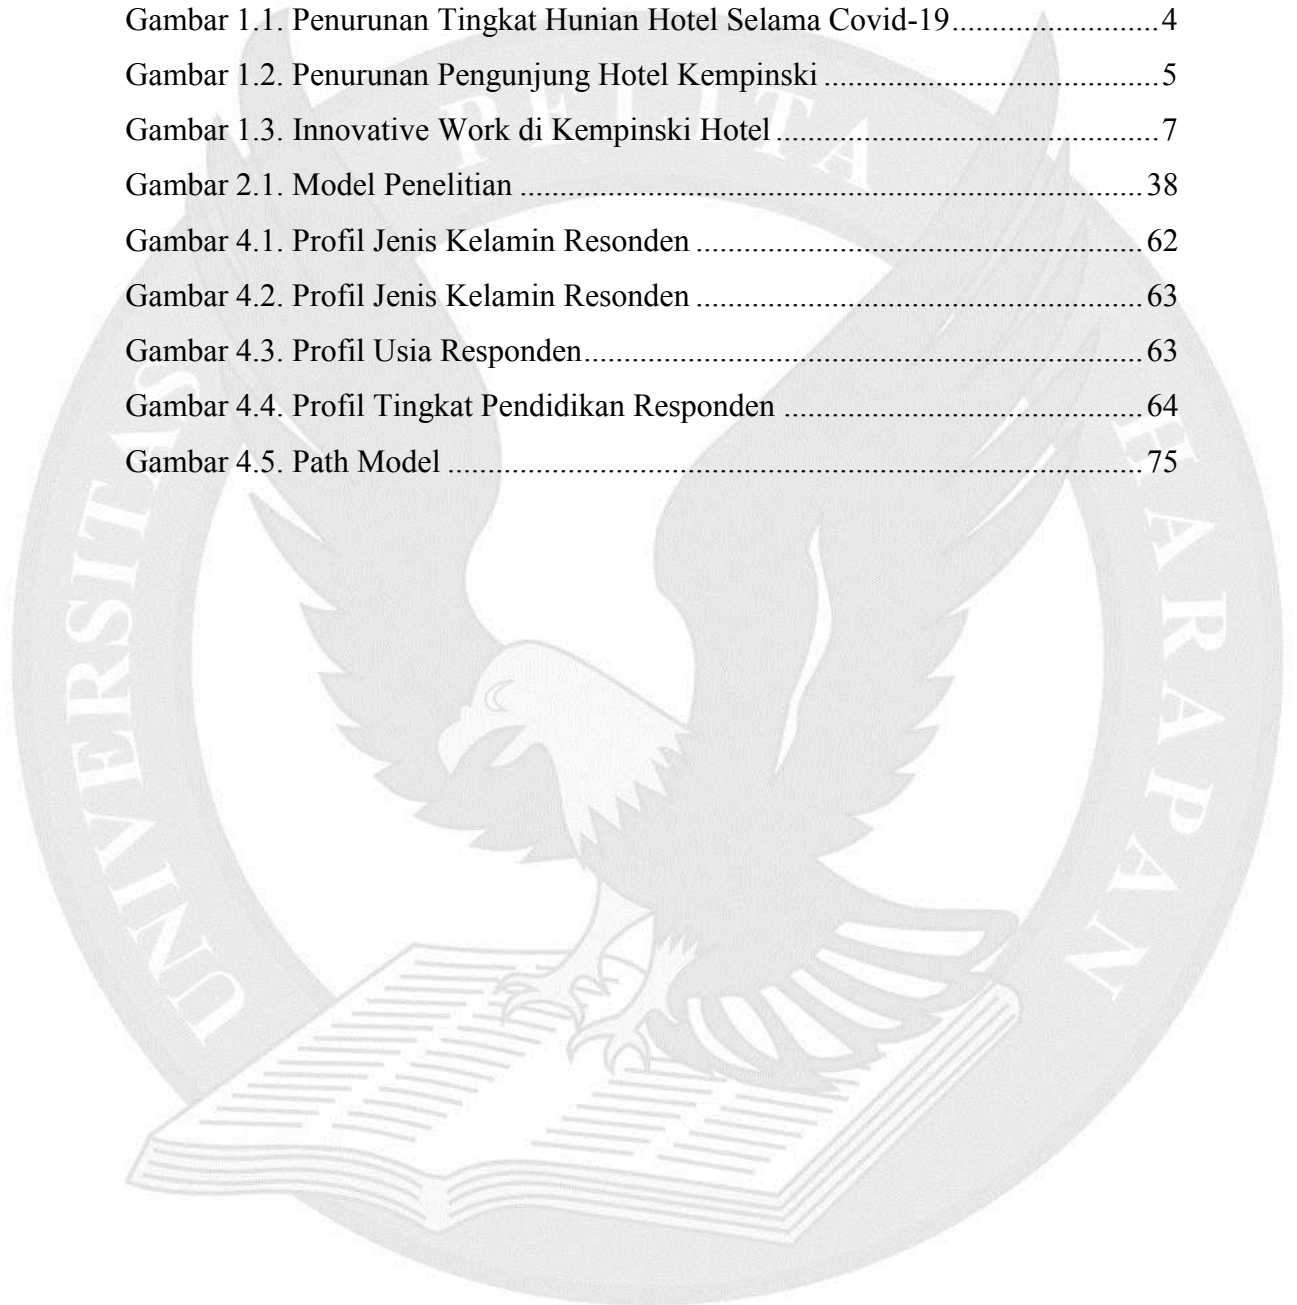 Gambar 1.1. Penurunan Tingkat Hunian Hotel Selama Covid-19.......................4
Gambar 1.2. Penurunan Pengunjung Hotel Kempinski.......................................5
Gambar 1.3. Innovative Work di Kempinski Hotel.............................................7
Gambar 2.1. Model Penelitian............................................................................38
Gambar 4.1. Profil Jenis Kelamin Resonden......................................................62
Gambar 4.2. Profil Jenis Kelamin Resonden......................................................63
Gambar 4.3. Profil Usia Responden....................................................................63
Gambar 4.4. Profil Tingkat Pendidikan Responden............................................64
Gambar 4.5. Path Model.....................................................................................75
UNIVERSITAS PELITA HARAPAN